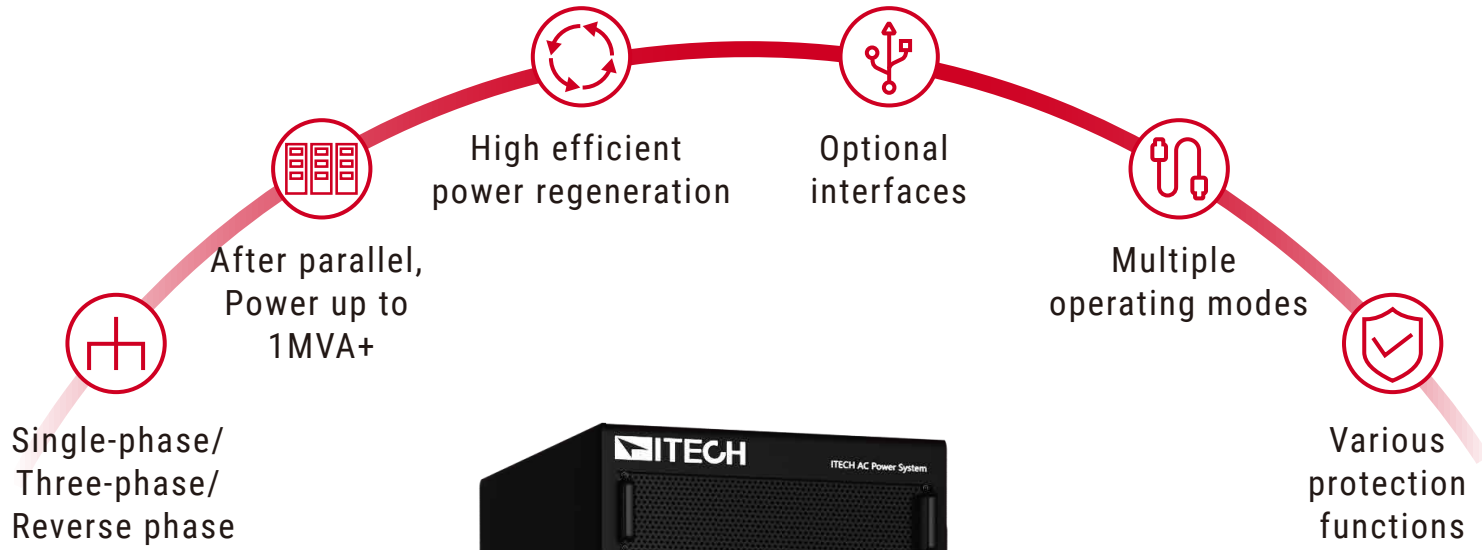 High efficient
power regeneration
Optional
interfaces
After parallel,
Power up to
1MVA+
Multiple
operating modes
Single-phase/
Three-phase/
Reverse phase
Various
protection
functions
ITECH
ITECH AC Power System